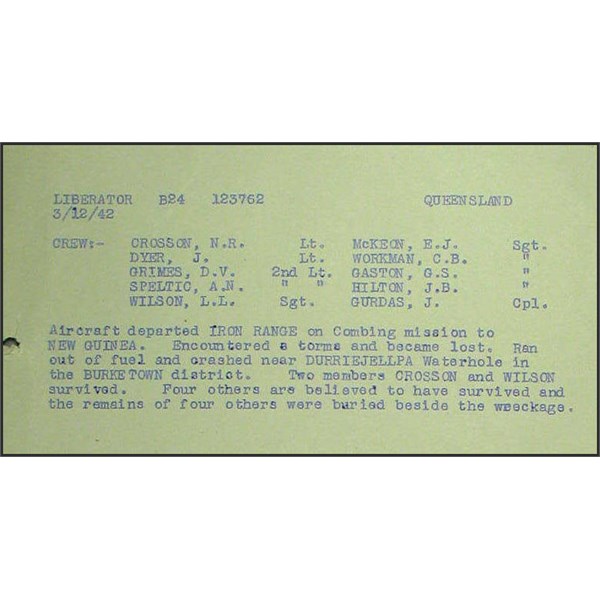 LIBERATOR B24 123762 QUEENSLAND
3/12/42
CREW:- CROSSON, N.R. Lt. McKEON, E.J. Sgt.
DYER, J. Lt. WORKMAN, C.B. "
GRIMES, D.V. 2nd Lt. GASTON, G.S. "
SPELTIC, A.N. " " HILTON, J.B. "
WILSON, L.L. Sgt. GURDAS, J. Cpl.
Aircraft departed IRON RANGE on Combing mission to
NEW GUINEA. Encountered a torms and became lost. Ran
out of fuel and crashed near DURRIEJELLPA Waterhole in
the BURKETOWN district. Two members CROSSON and WILSON
survived. Four others are believed to have survived and
the remains of four others were buried beside the wreckage.